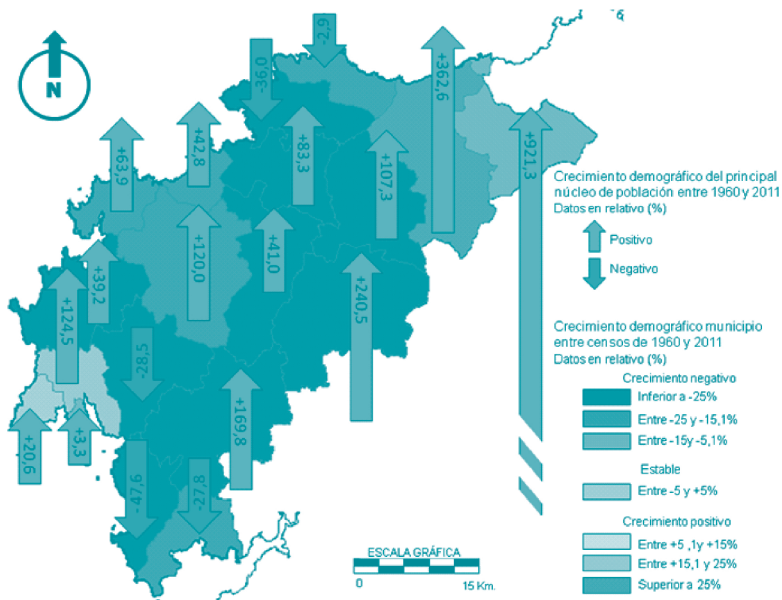 N
-36,0
-2,9
+362,6
+921,3
+63,9
+42,8
+83,3
+107,3
+39,2
+120,0
+41,0
+124,5
+240,5
-28,5
+169,8
+20,6
+3,3
-47,6
-27,8
Crecimiento demográfico del principal
núcleo de población entre 1960 y 2011
Datos en relativo (%)
Positivo
Negativo
Crecimiento demográfico municipio
entre censos de 1960 y 2011
Datos en relativo (%)
Crecimiento negativo
Inferior a -25%
Entre -25 y -15,1%
Entre -15y -5,1%
Estable
Entre -5 y +5%
Crecimiento positivo
Entre +5 ,1y +15%
Entre +15,1 y 25%
Superior a 25%
ESCALA GRÁFICA
0 15 Km.